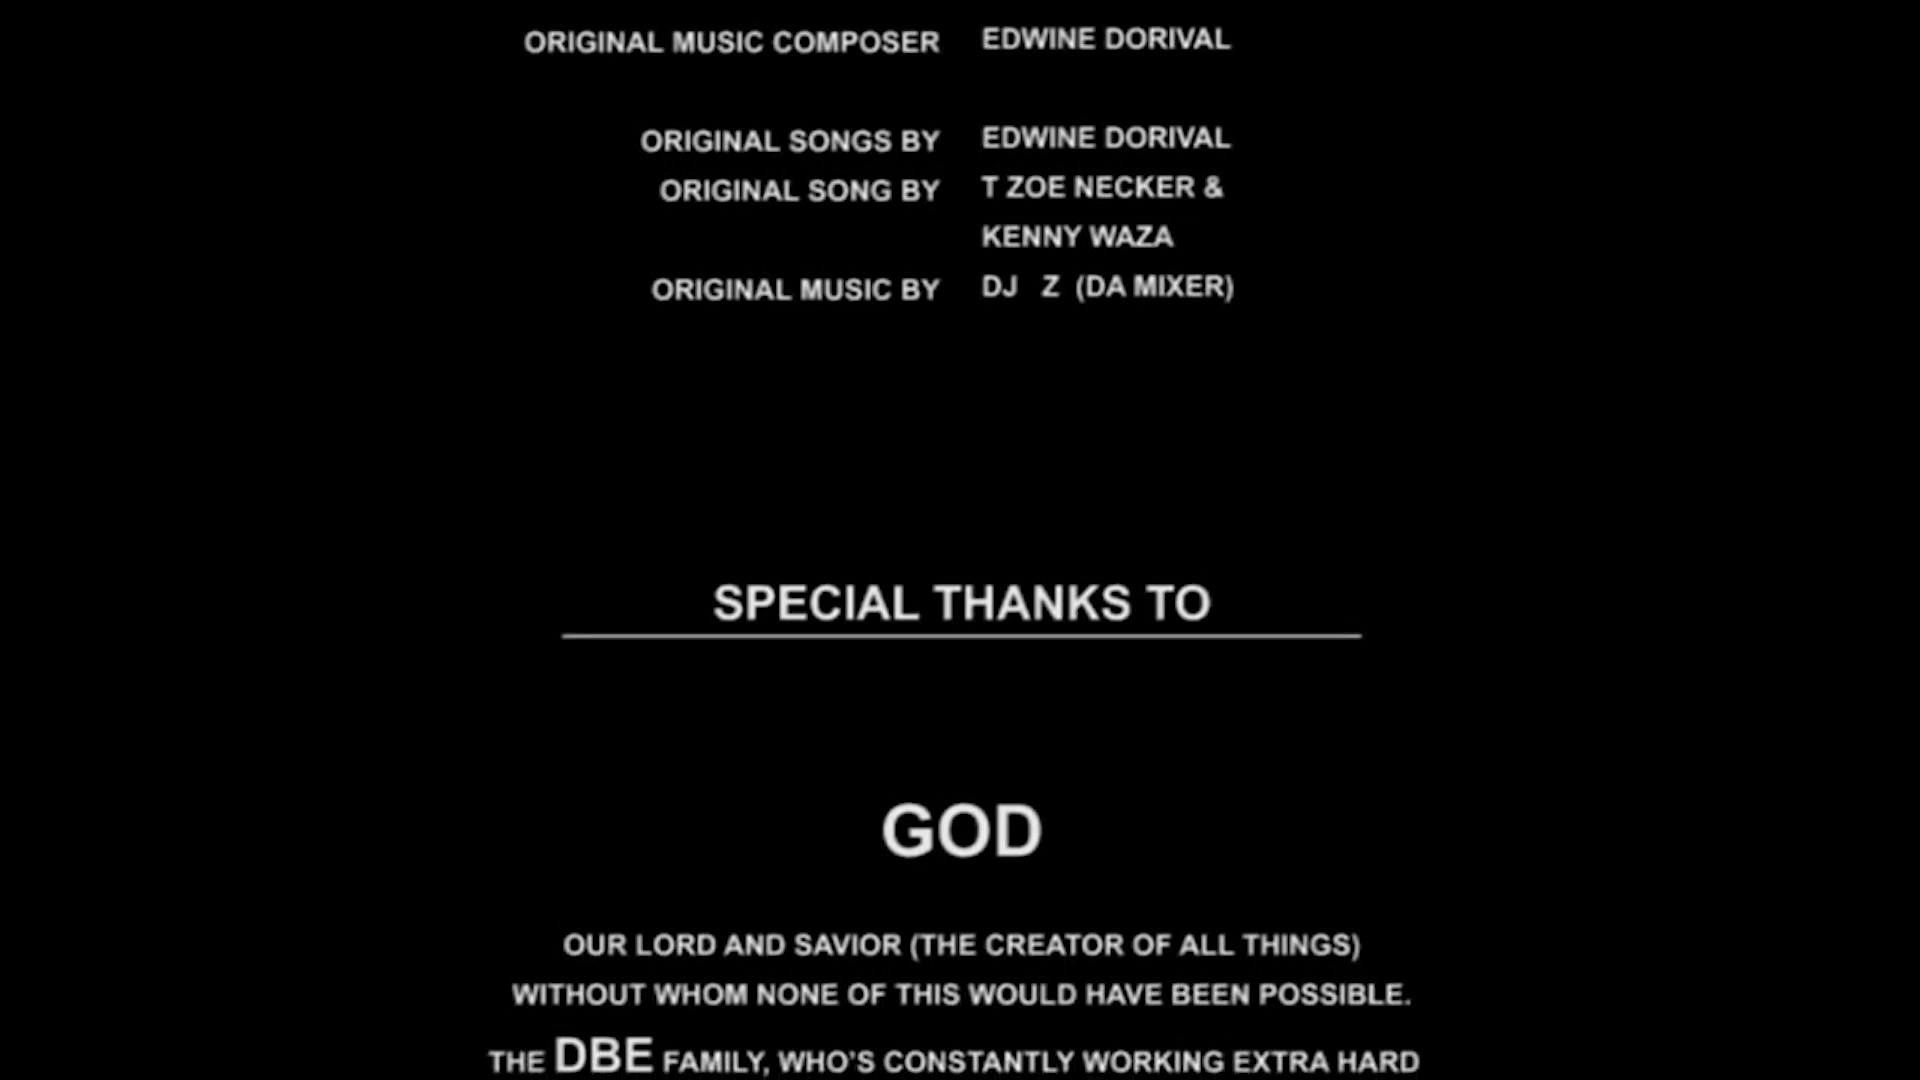 ORIGINAL MUSIC COMPOSER EDWINE DORIVAL
ORIGINAL SONGS BY EDWINE DORIVAL
ORIGINAL SONG BY T ZOE NECKER &
KENNY WAZA
ORIGINAL MUSIC BY DJ Z (DA MIXER)
SPECIAL THANKS TO
GOD
OUR LORD AND SAVIOR (THE CREATOR OF ALL THINGS)
WITHOUT WHOM NONE OF THIS WOULD HAVE BEEN POSSIBLE.
THE DBE FAMILY, WHO'S CONSTANTLY WORKING EXTRA HARD